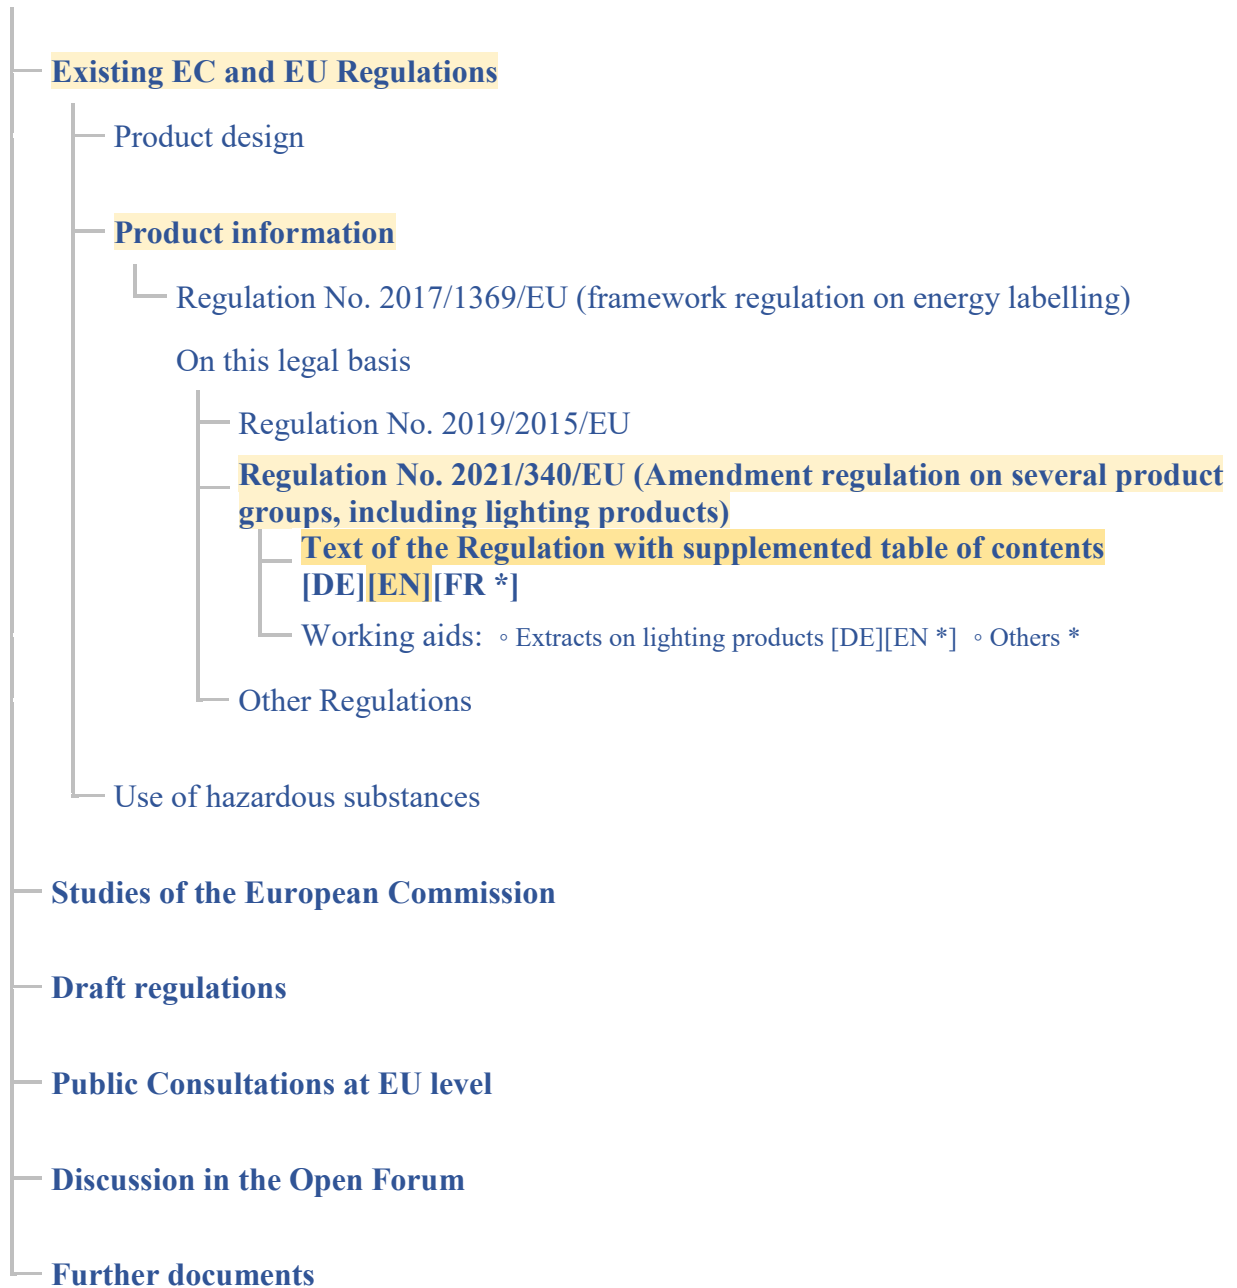 Existing EC and EU Regulations
Product design
Product information
Regulation No. 2017/1369/EU (framework regulation on energy labelling)
On this legal basis
Regulation No. 2019/2015/EU
Regulation No. 2021/340/EU (Amendment regulation on several product
groups, including lighting products)
Text of the Regulation with supplemented table of contents
[DE][EN][FR *]
Working aids: ◦ Extracts on lighting products [DE][EN *] ◦ Others *
Other Regulations
Use of hazardous substances
Studies of the European Commission
Draft regulations
Public Consultations at EU level
Discussion in the Open Forum
Further documents